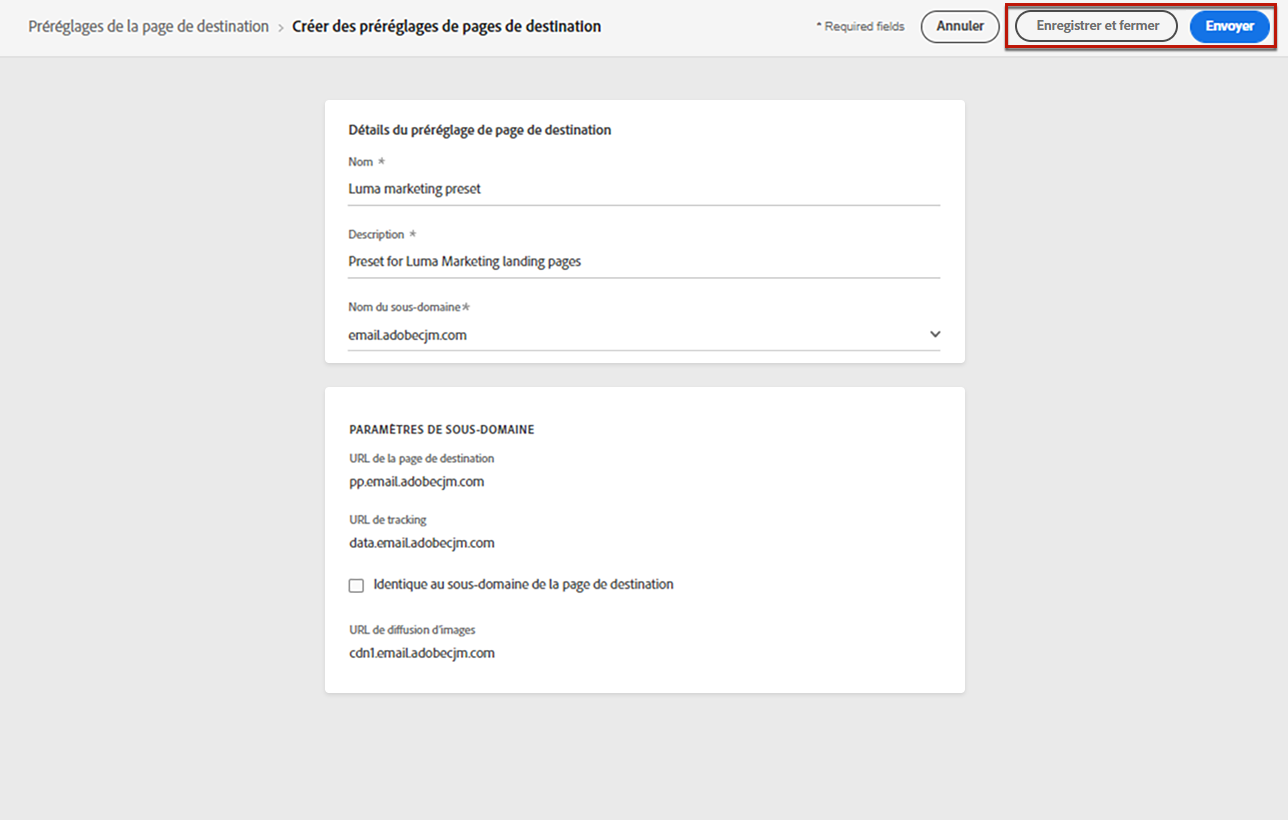 Préréglages de la page de destination > Créer des préréglages de pages de destination * Required fields Annuler Enregistrer et fermer Envoyer
Détails du préréglage de page de destination
Nom *
Luma marketing preset
Description *
Preset for Luma Marketing landing pages
Nom du sous-domaine*
email.adobecjm.com
PARAMÈTRES DE SOUS-DOMAINE
URL de la page de destination
pp.email.adobecjm.com
URL de tracking
data.email.adobecjm.com
Identique au sous-domaine de la page de destination
URL de diffusion d'images
cdn1.email.adobecjm.com